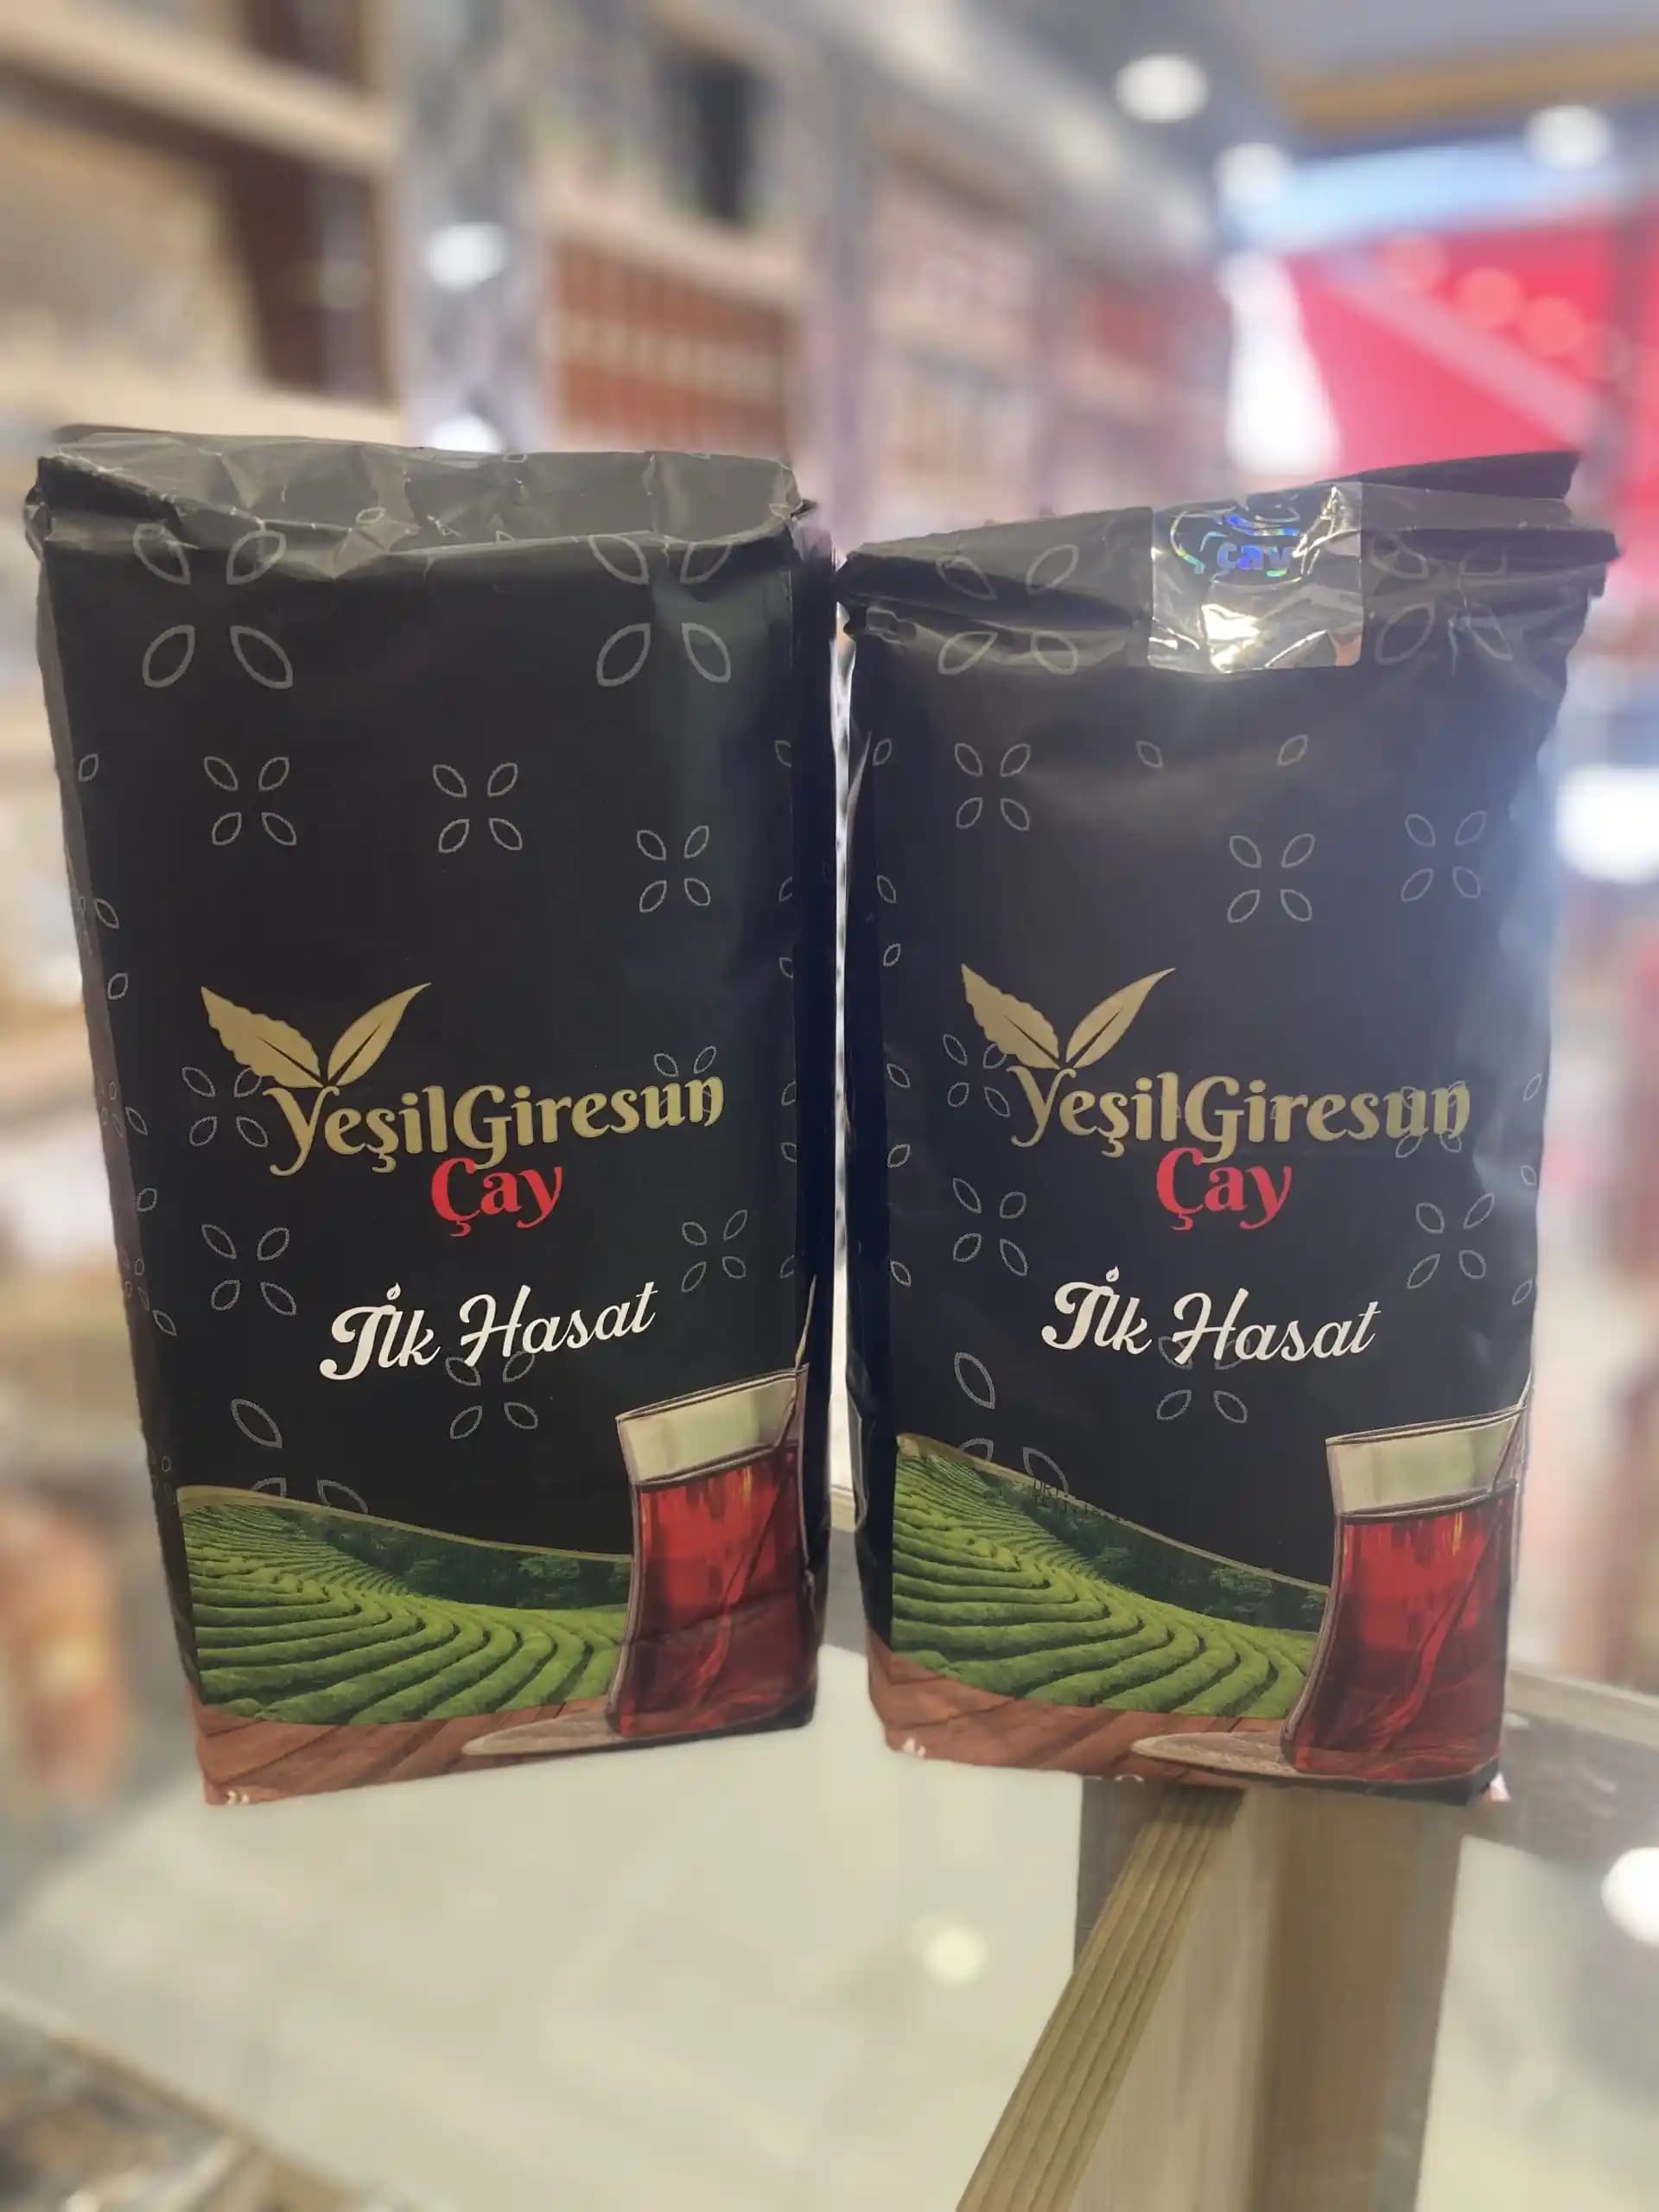 YeşilGiresun
Çay
İlk Hasat
çay
YeşilGiresun
Çay
İlk Hasat